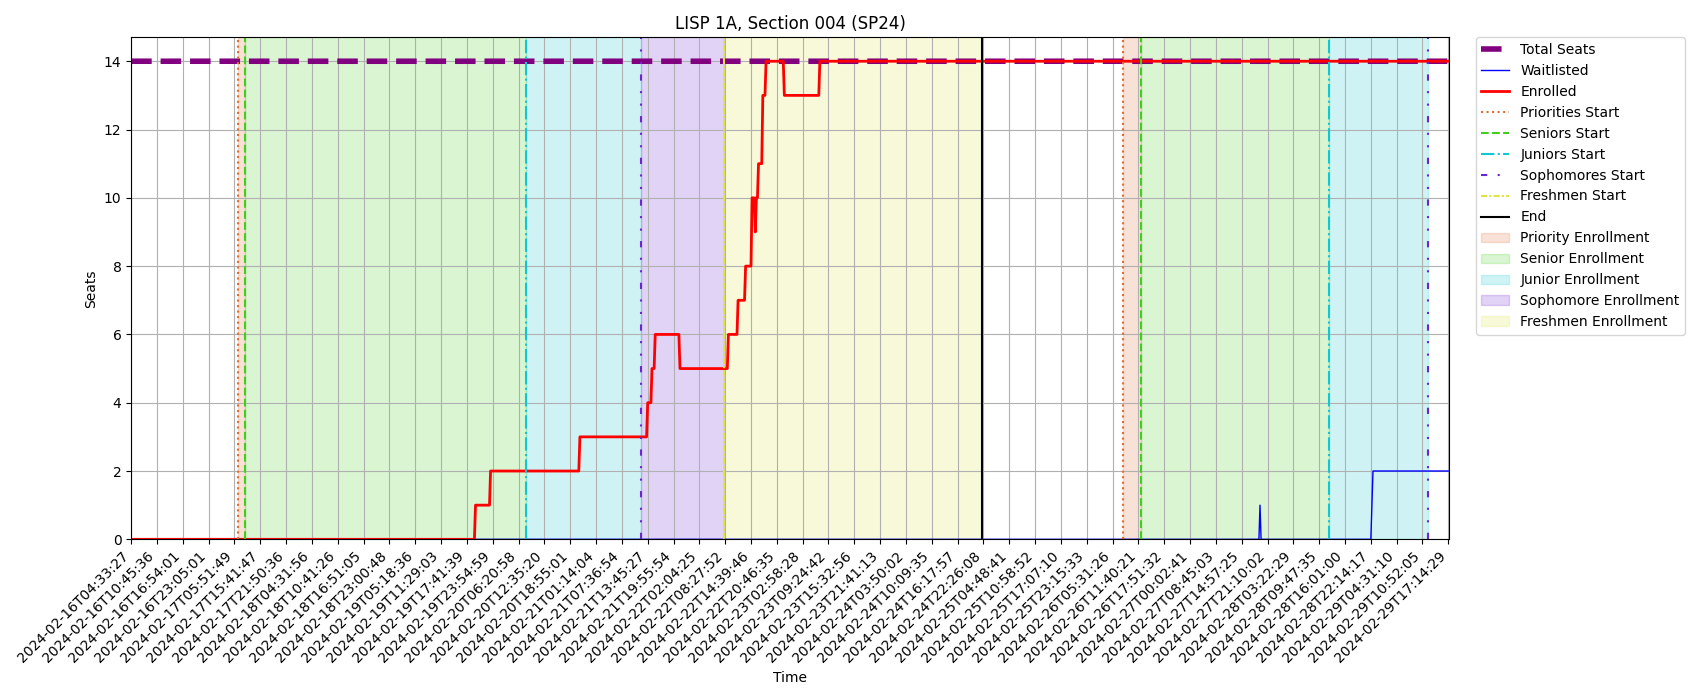 LISP 1A, Section 004 (SP24)
Seats
14
12
10
8
6
4
2
0
2024-02-16T04:33:27
2024-02-16T10:45:36
2024-02-16T16:54:01
2024-02-16T23:05:01
2024-02-17T05:51:49
2024-02-17T15:41:47
2024-02-17T21:50:36
2024-02-18T04:31:56
2024-02-18T10:41:26
2024-02-18T16:51:05
2024-02-18T23:00:48
2024-02-19T05:18:36
2024-02-19T11:29:03
2024-02-19T17:41:39
2024-02-19T23:54:59
2024-02-20T06:20:58
2024-02-20T12:35:20
2024-02-20T18:55:01
2024-02-21T01:14:04
2024-02-21T07:36:54
2024-02-21T13:45:27
2024-02-21T19:55:54
2024-02-22T02:04:25
2024-02-22T08:27:52
2024-02-22T14:39:46
2024-02-22T20:46:35
2024-02-23T02:58:28
2024-02-23T09:24:42
2024-02-23T15:32:56
2024-02-23T21:41:13
2024-02-24T03:50:02
2024-02-24T10:09:35
2024-02-24T16:17:57
2024-02-24T22:26:08
2024-02-25T04:48:41
2024-02-25T10:58:52
2024-02-25T17:07:10
2024-02-25T23:15:33
2024-02-26T05:31:26
2024-02-26T11:40:21
2024-02-26T17:51:32
2024-02-27T00:02:41
2024-02-27T08:45:03
2024-02-27T14:57:25
2024-02-27T21:10:02
2024-02-28T03:22:29
2024-02-28T09:47:35
2024-02-28T16:01:00
2024-02-28T22:14:17
2024-02-29T04:31:10
2024-02-29T10:52:05
2024-02-29T17:14:29
Time
Total Seats
Waitlisted
Enrolled
Priorities Start
Seniors Start
Juniors Start
Sophomores Start
Freshmen Start
End
Priority Enrollment
Senior Enrollment
Junior Enrollment
Sophomore Enrollment
Freshmen Enrollment